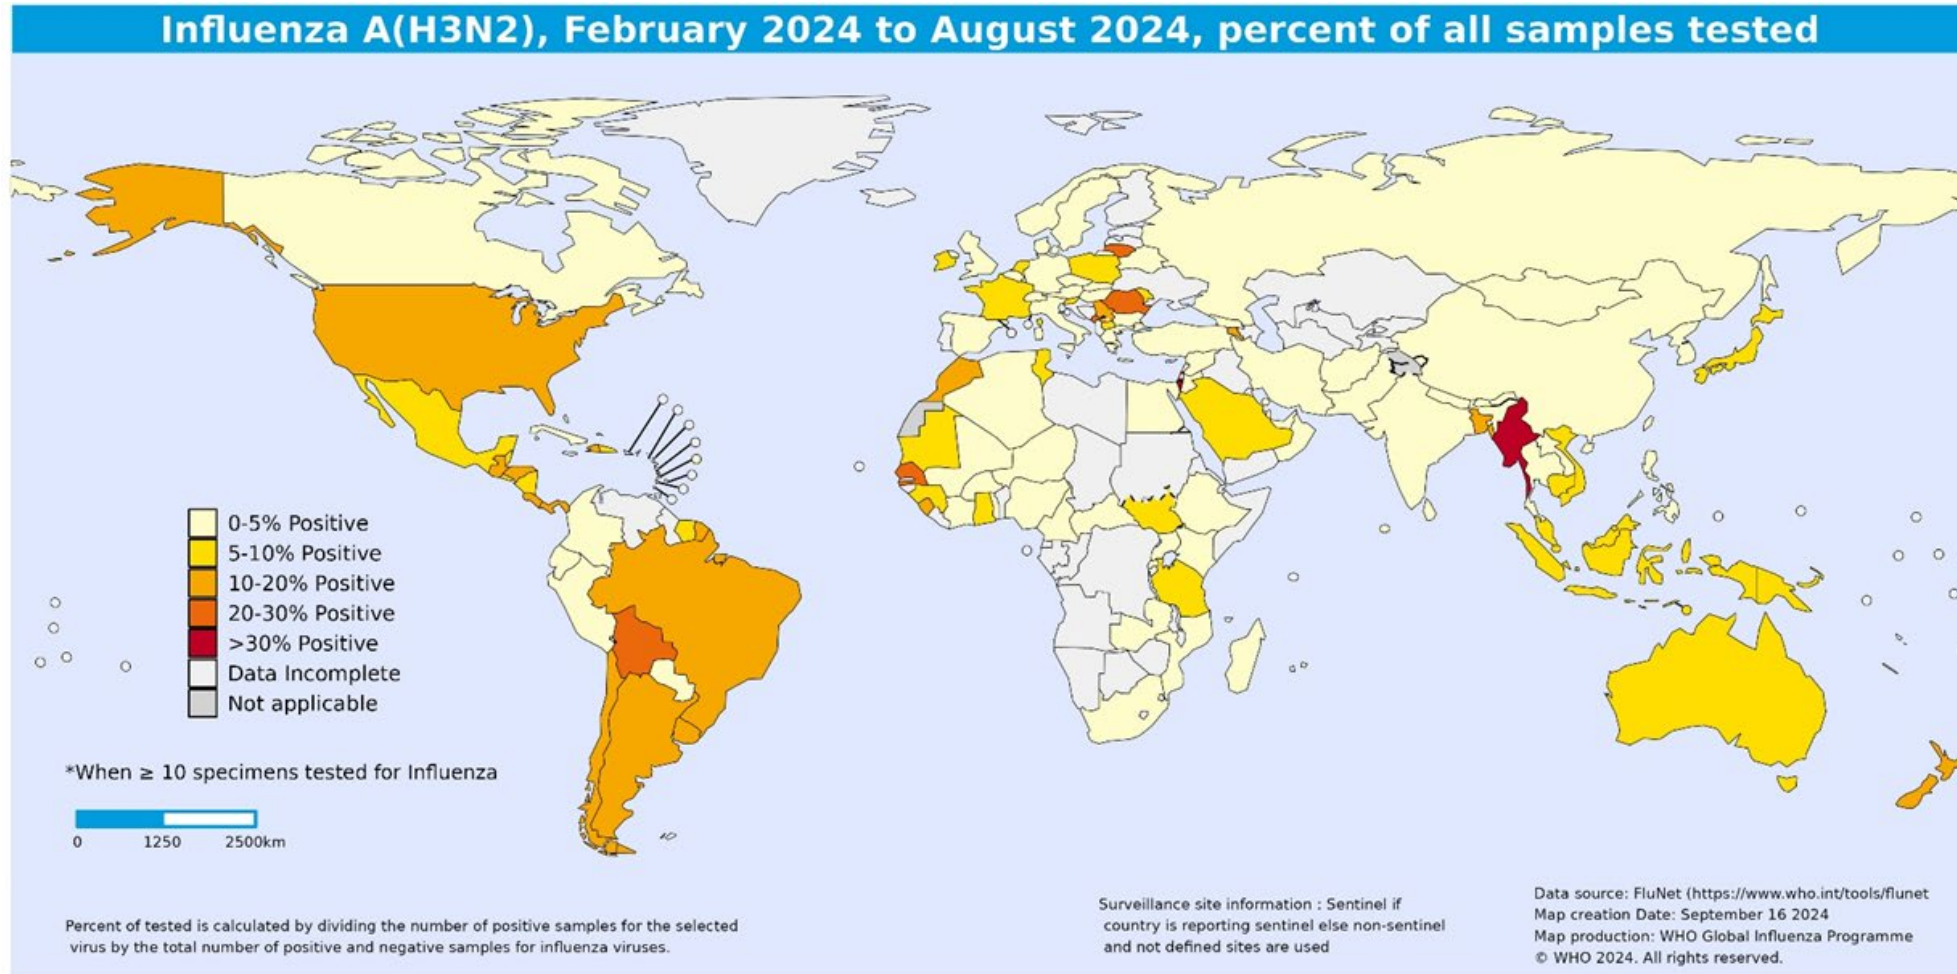 Influenza A(H3N2), February 2024 to August 2024, percent of all samples tested
0-5% Positive
5-10% Positive
10-20% Positive
20-30% Positive
>30% Positive
Data Incomplete
Not applicable
*When ≥ 10 specimens tested for Influenza
0 1250 2500km
Percent of tested is calculated by dividing the number of positive samples for the selected
virus by the total number of positive and negative samples for influenza viruses.
Surveillance site information : Sentinel if
country is reporting sentinel else non-sentinel
and not defined sites are used
Data source: FluNet (https://www.who.int/tools/flunet
Map creation Date: September 16 2024
Map production: WHO Global Influenza Programme
© WHO 2024. All rights reserved.